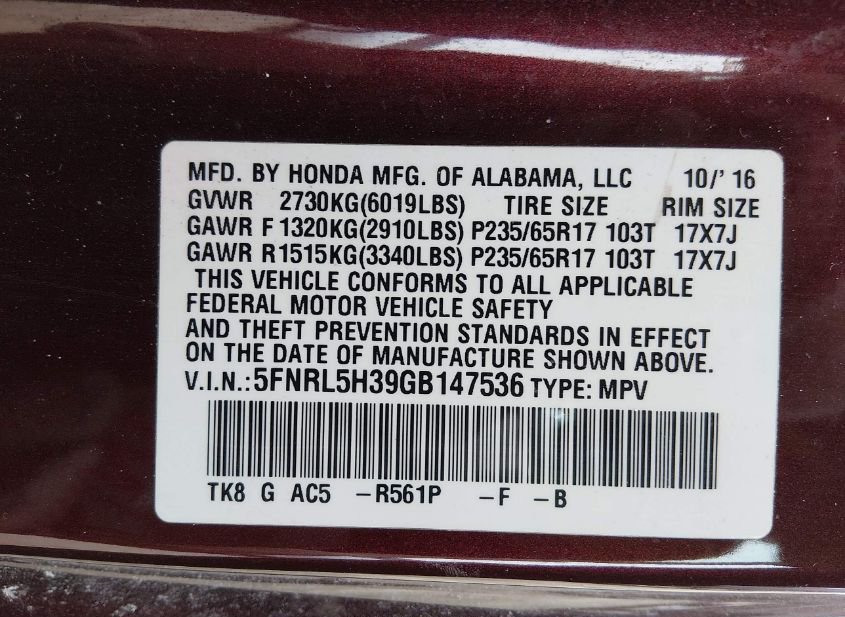 MFD. BY HONDA MFG. OF ALABAMA, LLC 10/' 16
GVWR 2730KG(6019LBS) TIRE SIZE RIM SIZE
GAWR F 1320KG(2910LBS) P235/65R17 103T 17X7J
GAWR R1515KG(3340LBS) P235/65R17 103T 17X7J
THIS VEHICLE CONFORMS TO ALL APPLICABLE
FEDERAL MOTOR VEHICLE SAFETY
AND THEFT PREVENTION STANDARDS IN EFFECT
ON THE DATE OF MANUFACTURE SHOWN ABOVE.
V.I.N.: 5FNRL5H39GB147536 TYPE: MPV
TK8 G AC5 -R561P -F -B